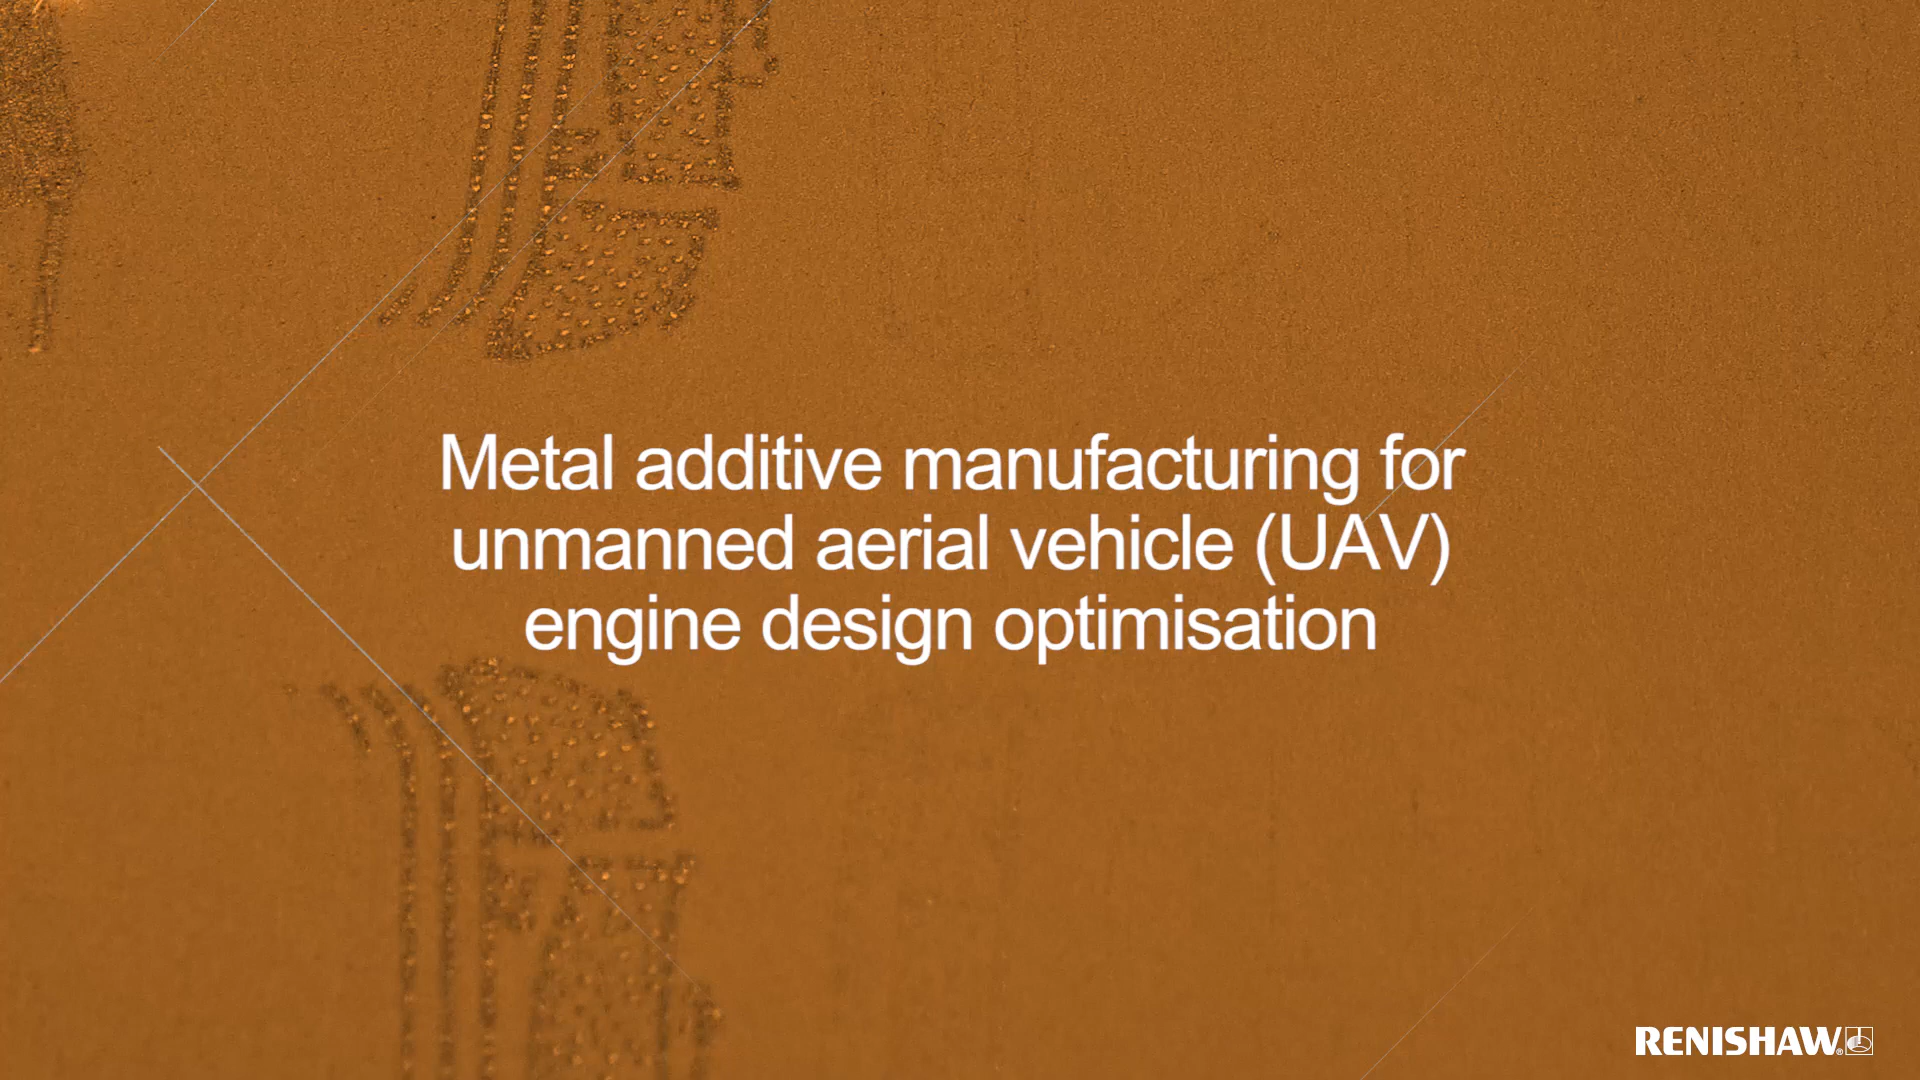 Metal additive manufacturing for
unmanned aerial vehicle (UAV)
engine design optimisation
RENISHAW®